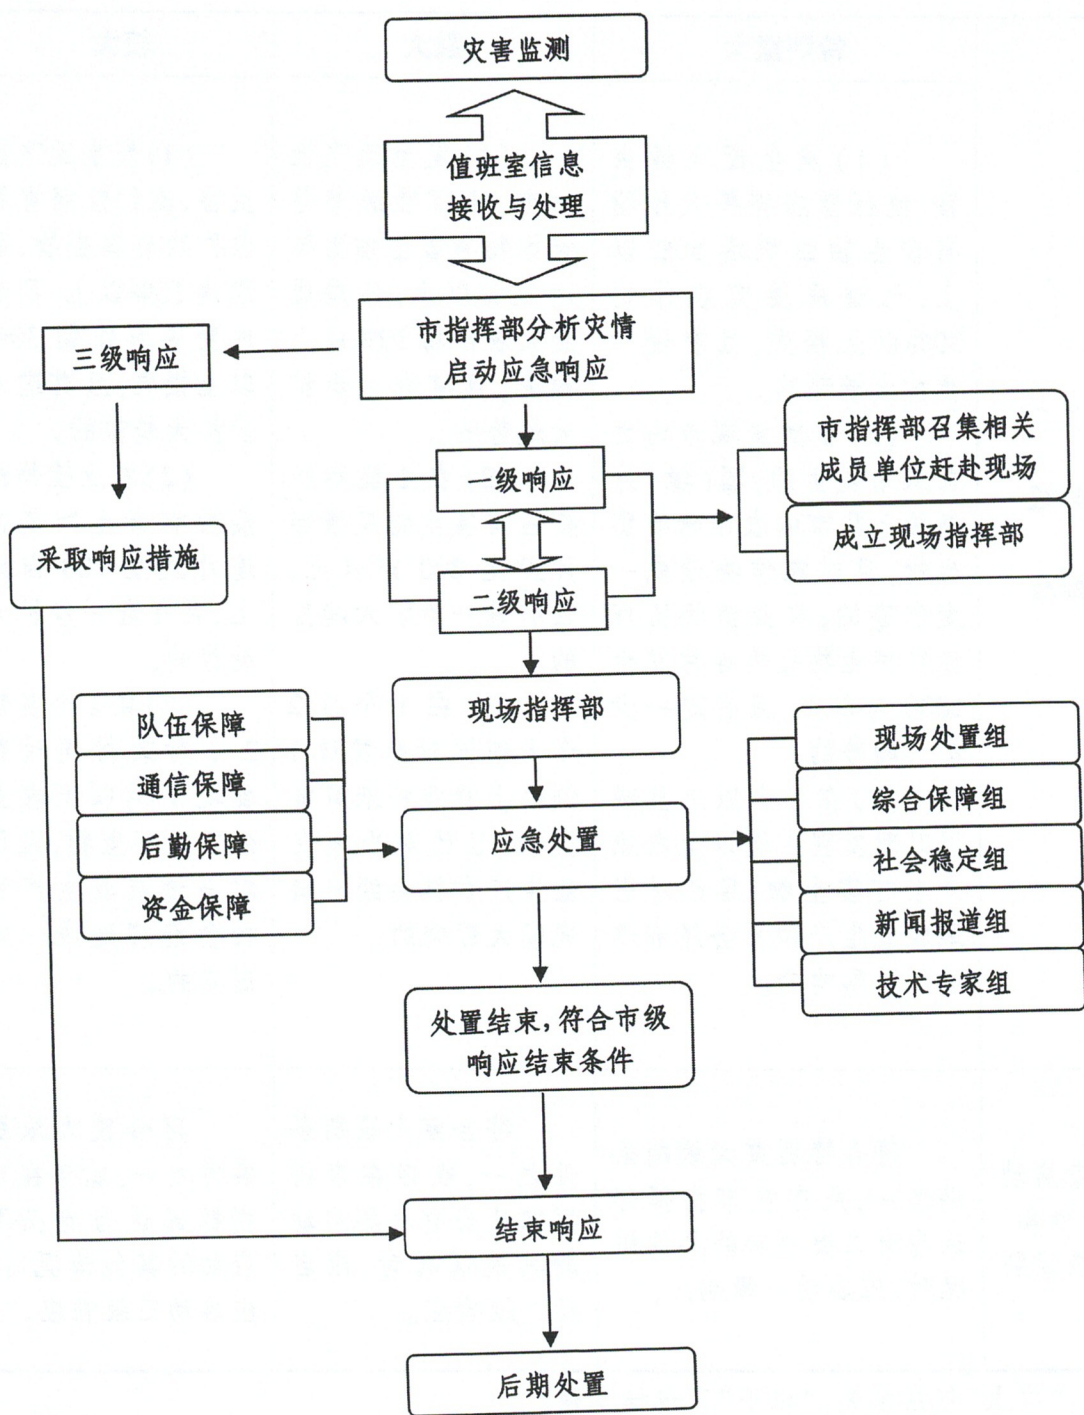 灾害监测
值班室信息
接收与处理
市指挥部分析灾情
启动应急响应
三级响应
一级响应
二级响应
市指挥部召集相关
成员单位赶赴现场
成立现场指挥部
采取响应措施
现场指挥部
队伍保障
通信保障
后勤保障
资金保障
应急处置
现场处置组
综合保障组
社会稳定组
新闻报道组
技术专家组
处置结束，符合市级
响应结束条件
结束响应
后期处置